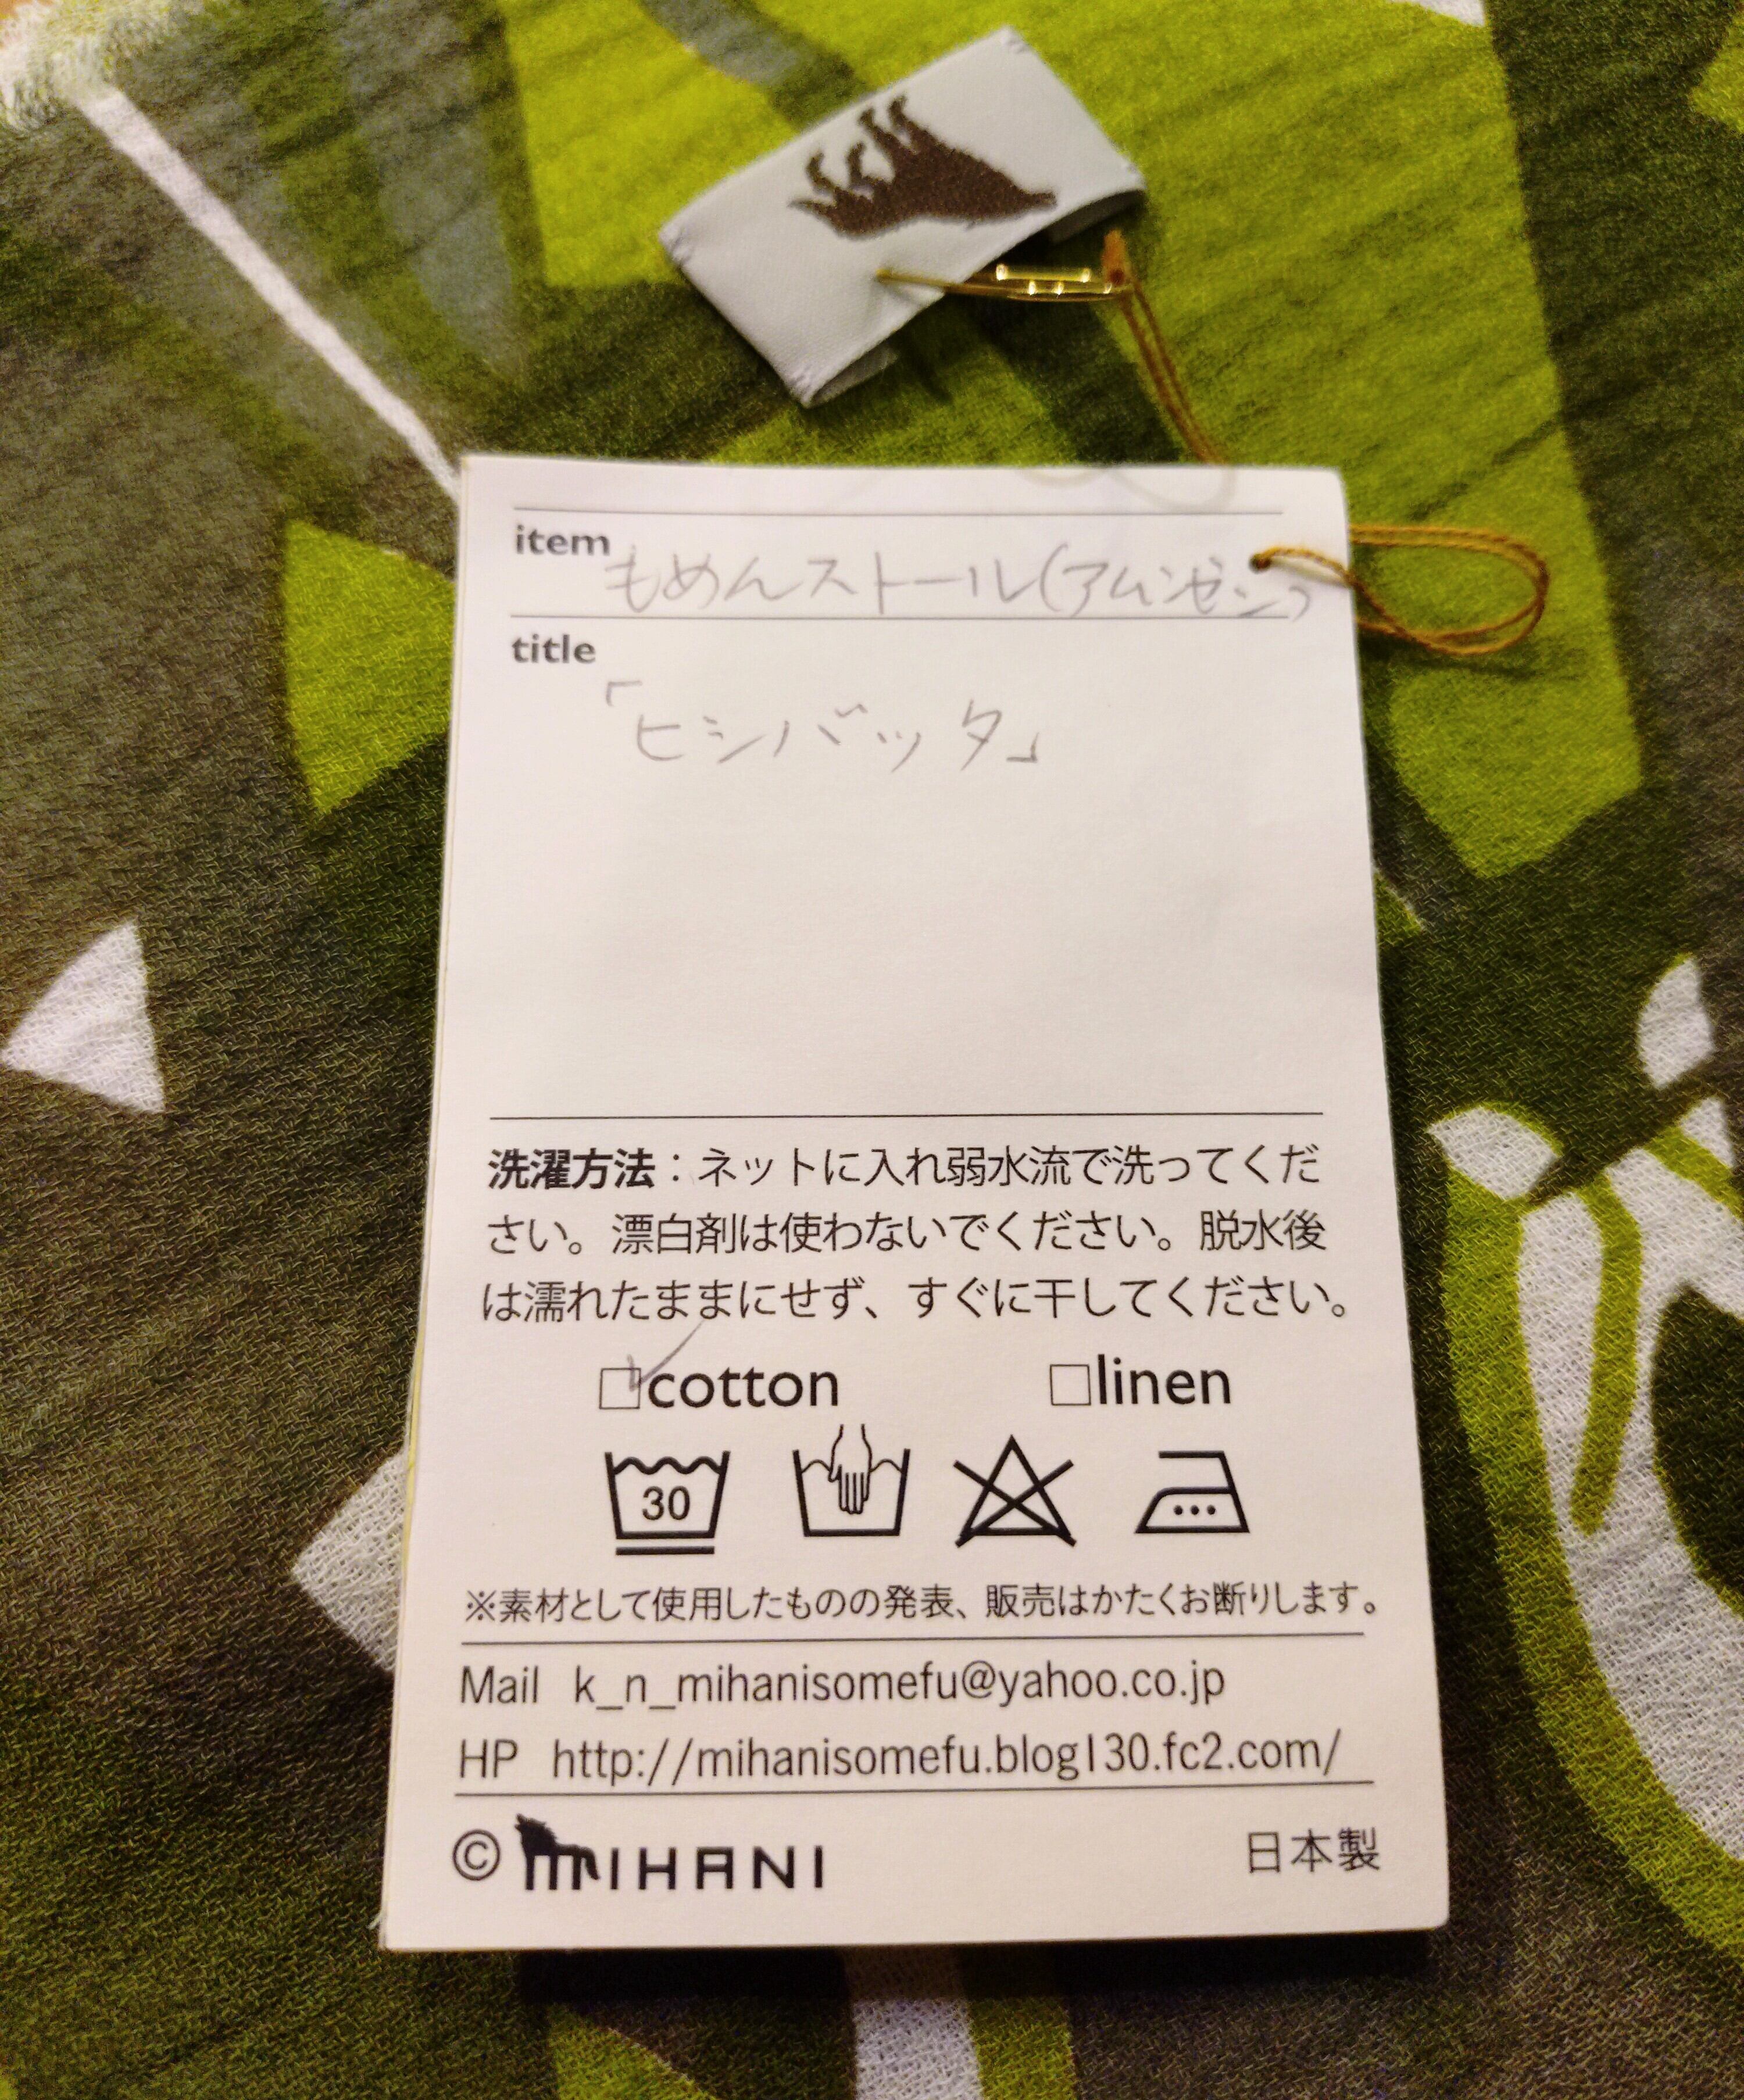 item
もめんストール(アムンゼン)
title
「ヒシバッタ」
洗濯方法：ネットに入れ弱水流で洗ってくだ
さい。漂白剤は使わないでください。脱水後
は濡れたままにせず、すぐに干してください。
☑cotton □linen
30
※素材として使用したものの発表、販売はかたくお断りします。
Mail k_n_mihanisomefu@yahoo.co.jp
HP http://mihanisomefu.blog130.fc2.com/
© MIHANI 日本製